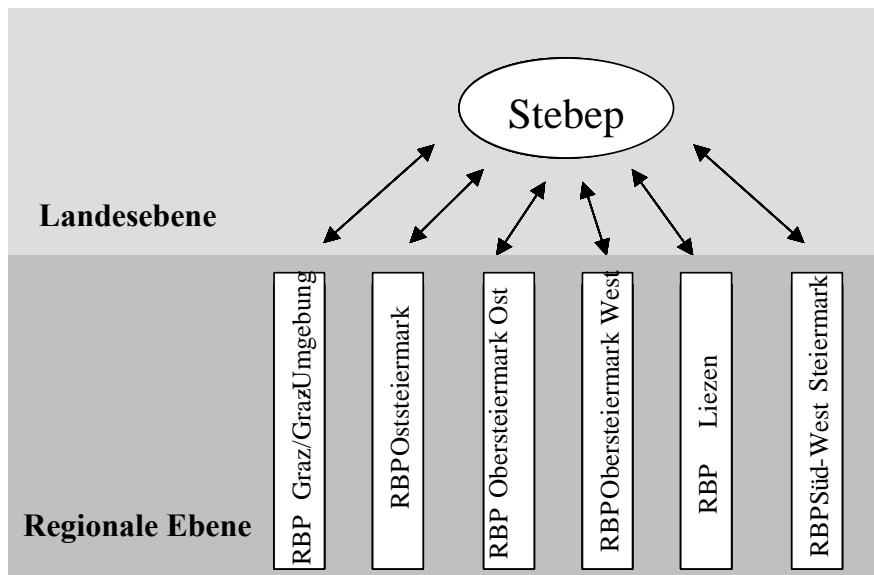 Stebep
Landesebene
RBP Graz/GrazUmgebung
RBPOststeiermark
RBP Obersteiermark Ost
RBPObersteiermark West
RBP Liezen
RBPSüd-West Steiermark
Regionale Ebene